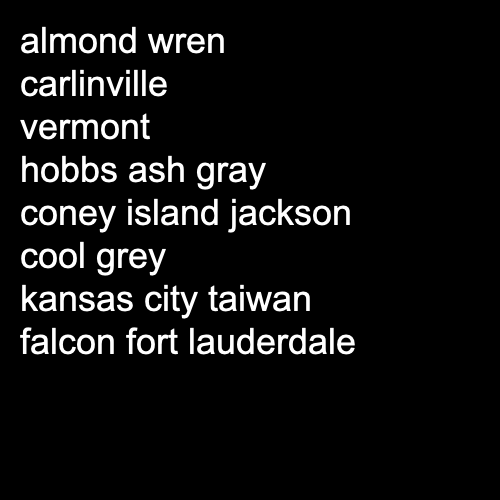 almond wren
carlinville
vermont
hobbs ash gray
coney island jackson
cool grey
kansas city taiwan
falcon fort lauderdale